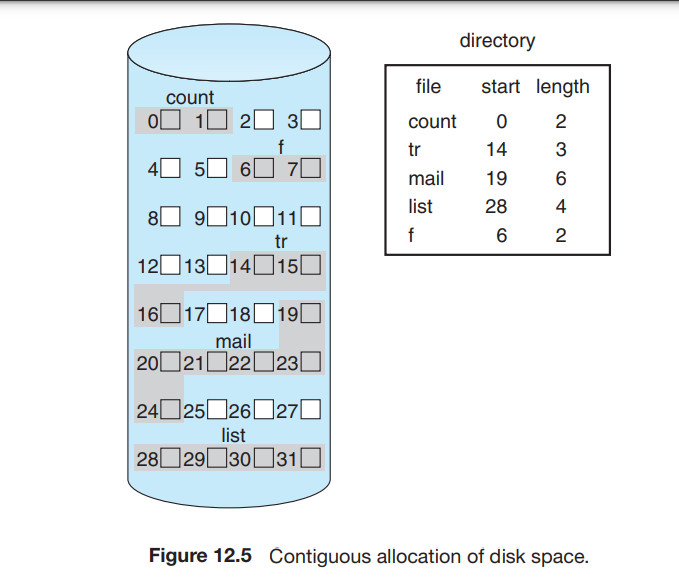 directory
file start length
count 0 2
tr 14 3
mail 19 6
list 28 4
f 6 2
count
0 1 2 3
f
4 5 6 7
8 9 10 11
tr
12 13 14 15
16 17 18 19
mail
20 21 22 23
24 25 26 27
list
28 29 30 31
Figure 12.5 Contiguous allocation of disk space.